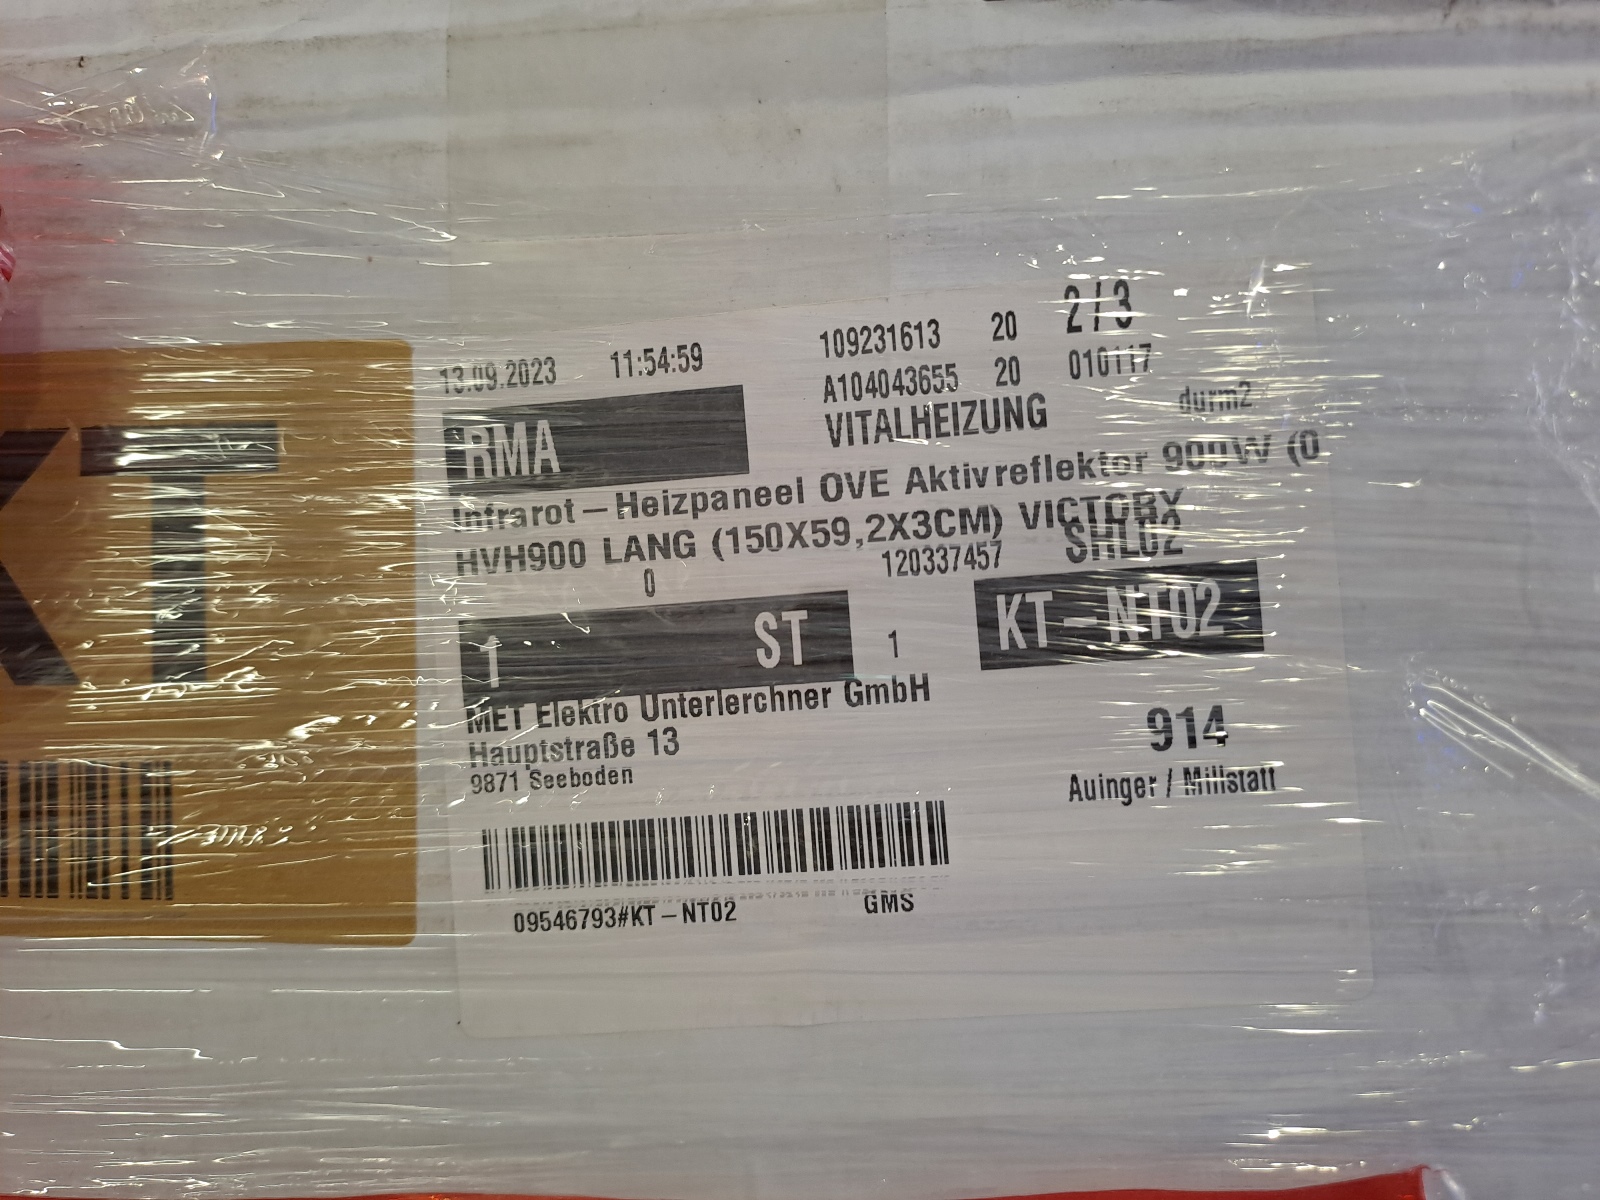 KT
13.09.2023 11:54:59 109231613 20 2/3
A104043655 20 010117
RMA VITALHEIZUNG durm2
Infrarot-Heizpaneel OVE Aktivreflektor 900W (0
HVH900 LANG (150X59,2X3CM) VICTORY
0 120337457 SHL02
1 ST 1 KT-NT02
MET Elektro Unterlerchner GmbH
Hauptstraße 13 914
9871 Seeboden Auinger / Millstatt
09546793#KT-NT02 GMS